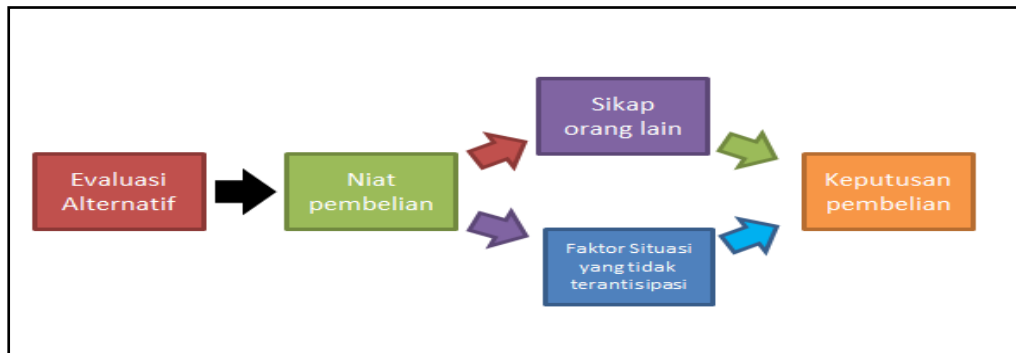 Evaluasi
Alternatif
Niat
pembelian
Sikap
orang lain
Faktor Situasi
yang tidak
terantisipasi
Keputusan
pembelian